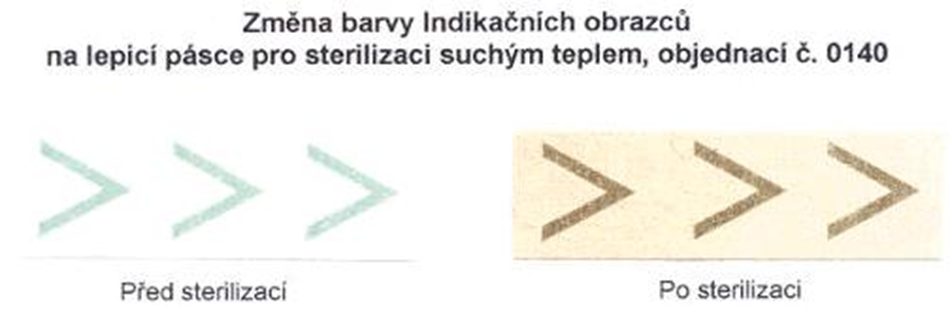 Změna barvy Indikačních obrazců
na lepicí pásce pro sterilizaci suchým teplem, objednací č. 0140
Před sterilizací
Po sterilizaci